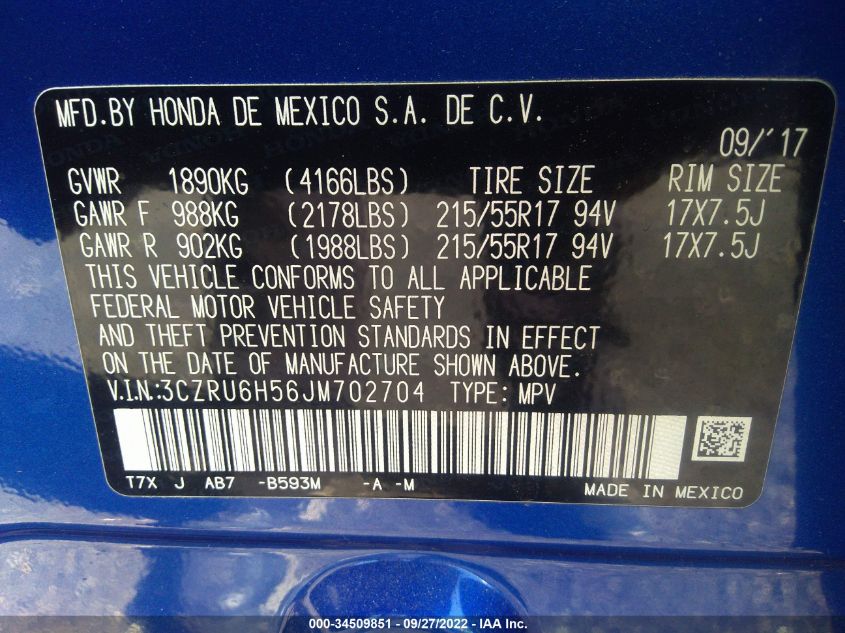 MFD.BY HONDA DE MEXICO S.A. DE C.V.
09/'17
GVWR 1890KG (4166LBS) TIRE SIZE RIM SIZE
GAWR F 988KG (2178LBS) 215/55R17 94V 17X7.5J
GAWR R 902KG (1988LBS) 215/55R17 94V 17X7.5J
THIS VEHICLE CONFORMS TO ALL APPLICABLE
FEDERAL MOTOR VEHICLE SAFETY
AND THEFT PREVENTION STANDARDS IN EFFECT
ON THE DATE OF MANUFACTURE SHOWN ABOVE.
V.I.N:3CZRU6H56JM702704 TYPE: MPV
T7X J AB7 -B593M -A -M
MADE IN MEXICO
000-34509851 - 09/27/2022 - IAA Inc.